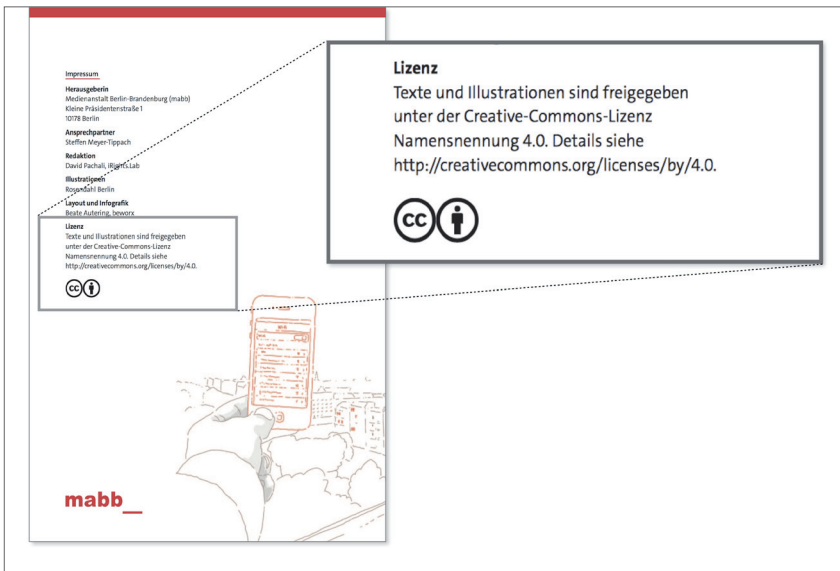 Impressum
Herausgeberin
Medienanstalt Berlin-Brandenburg (mabb)
Kleine Präsidentenstraße 1
10178 Berlin
Ansprechpartner
Steffen Meyer-Tippach
Redaktion
David Pachali, iRights.Lab
Illustrationen
Rosendahl Berlin
Layout und Infografik
Beate Autering, beworx
Lizenz
Texte und Illustrationen sind freigegeben
unter der Creative-Commons-Lizenz
Namensnennung 4.0. Details siehe
http://creativecommons.org/licenses/by/4.0.
cc
mabb_
Lizenz
Texte und Illustrationen sind freigegeben
unter der Creative-Commons-Lizenz
Namensnennung 4.0. Details siehe
http://creativecommons.org/licenses/by/4.0.
cc